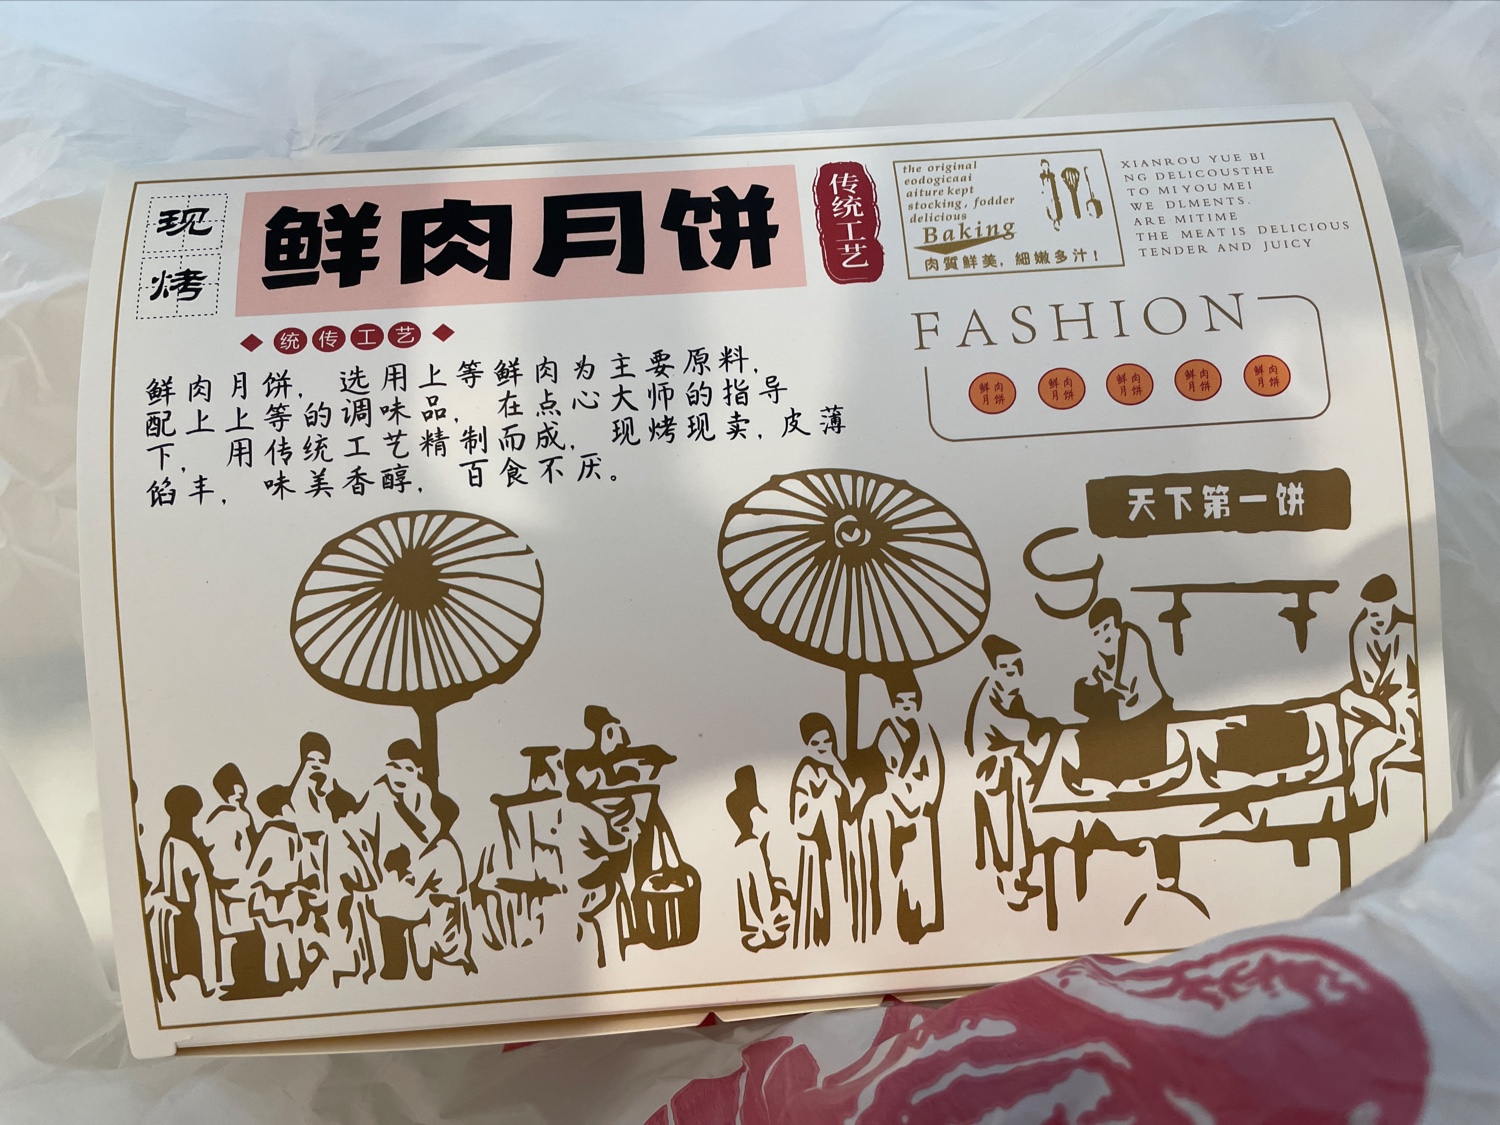 现
烤
鲜肉月饼
传统工艺
统传工艺
鲜肉月饼，选用上等鲜肉为主要原料，
配上上等的调味品，在点心大师的指导
下，用传统工艺精制而成，现烤现卖，皮薄
馅丰，味美香醇，百食不厌。
the original
eodogicaai
aiture kept
stocking, fodder
delicious
Baking
肉質鮮美，細嫩多汁！
XIANROU YUE BI
NG DELICOUSTHE
TO MIYOUMEI
WE DLMENTS.
ARE MITIME
THE MEAT IS DELICIOUS
TENDER AND JUICY
FASHION
鲜肉
月饼
鲜肉
月饼
鲜肉
月饼
鲜肉
月饼
鲜肉
月饼
天下第一饼